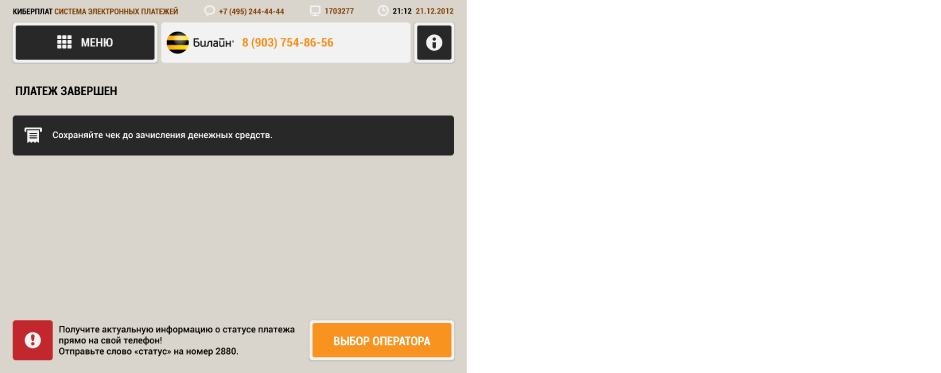 КИБЕРПЛАТ СИСТЕМА ЭЛЕКТРОННЫХ ПЛАТЕЖЕЙ +7 (495) 244-44-44 1703277 21:12 21.12.2012
МЕНЮ Билайн 8 (903) 754-86-56
ПЛАТЕЖ ЗАВЕРШЕН
Сохраняйте чек до зачисления денежных средств.
Получите актуальную информацию о статусе платежа
прямо на свой телефон!
Отправьте слово «статус» на номер 2880.
ВЫБОР ОПЕРАТОРА